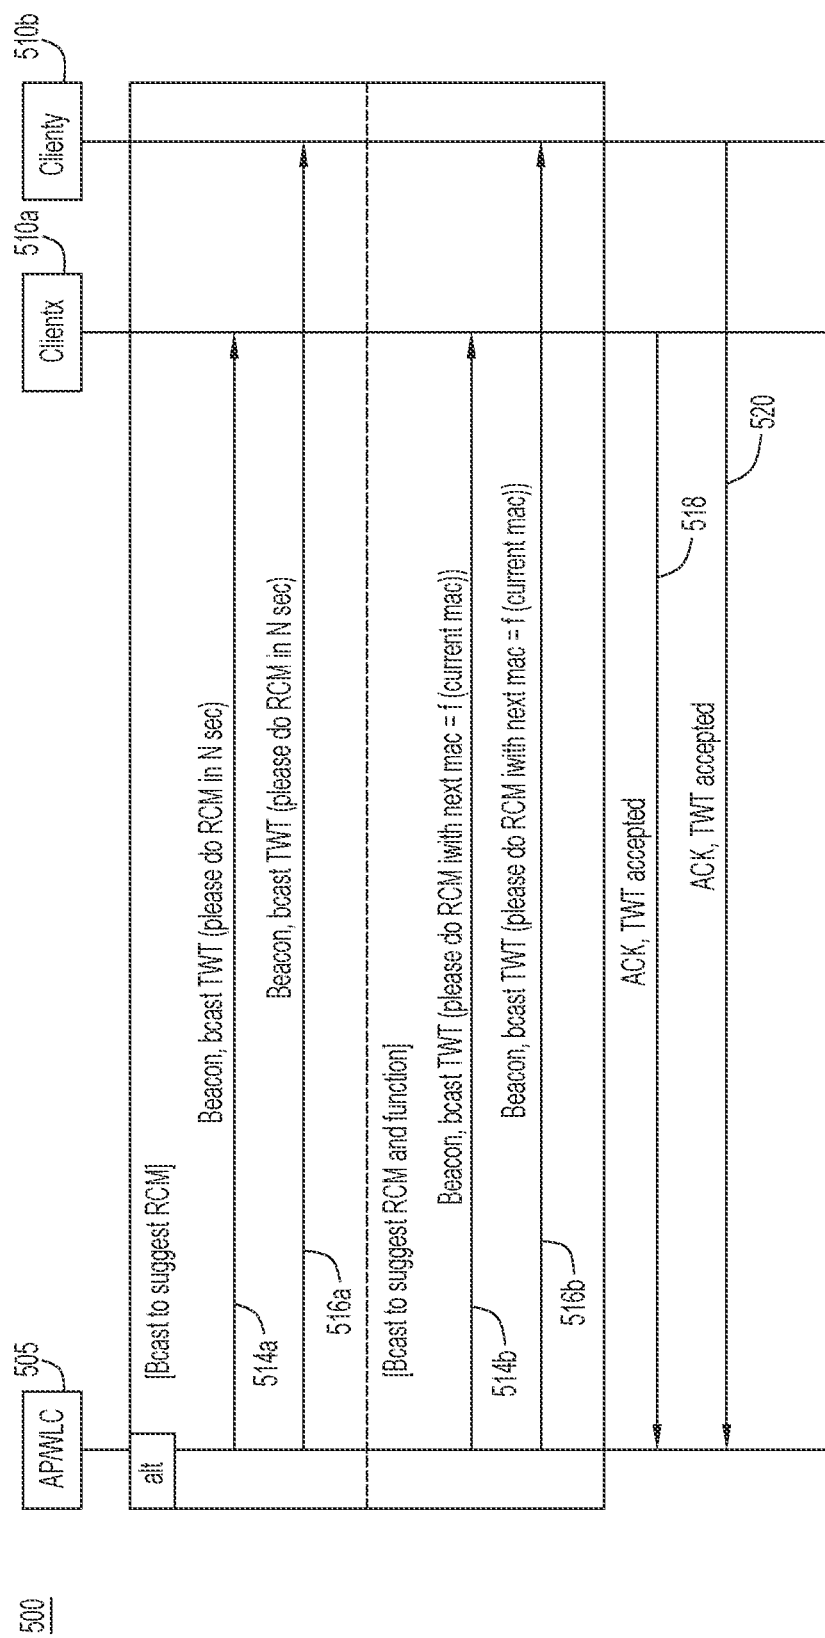 500
505
AP/WLC
510a
Clientx
510b
Clienty
alt
[Bcast to suggest RCM]
Beacon, bcast TWT (please do RCM in N sec)
514a
Beacon, bcast TWT (please do RCM in N sec)
516a
[Bcast to suggest RCM and function]
Beacon, bcast TWT (please do RCM iwith next mac = f (current mac))
514b
Beacon, bcast TWT (please do RCM iwith next mac = f (current mac))
516b
ACK, TWT accepted
518
ACK, TWT accepted
520